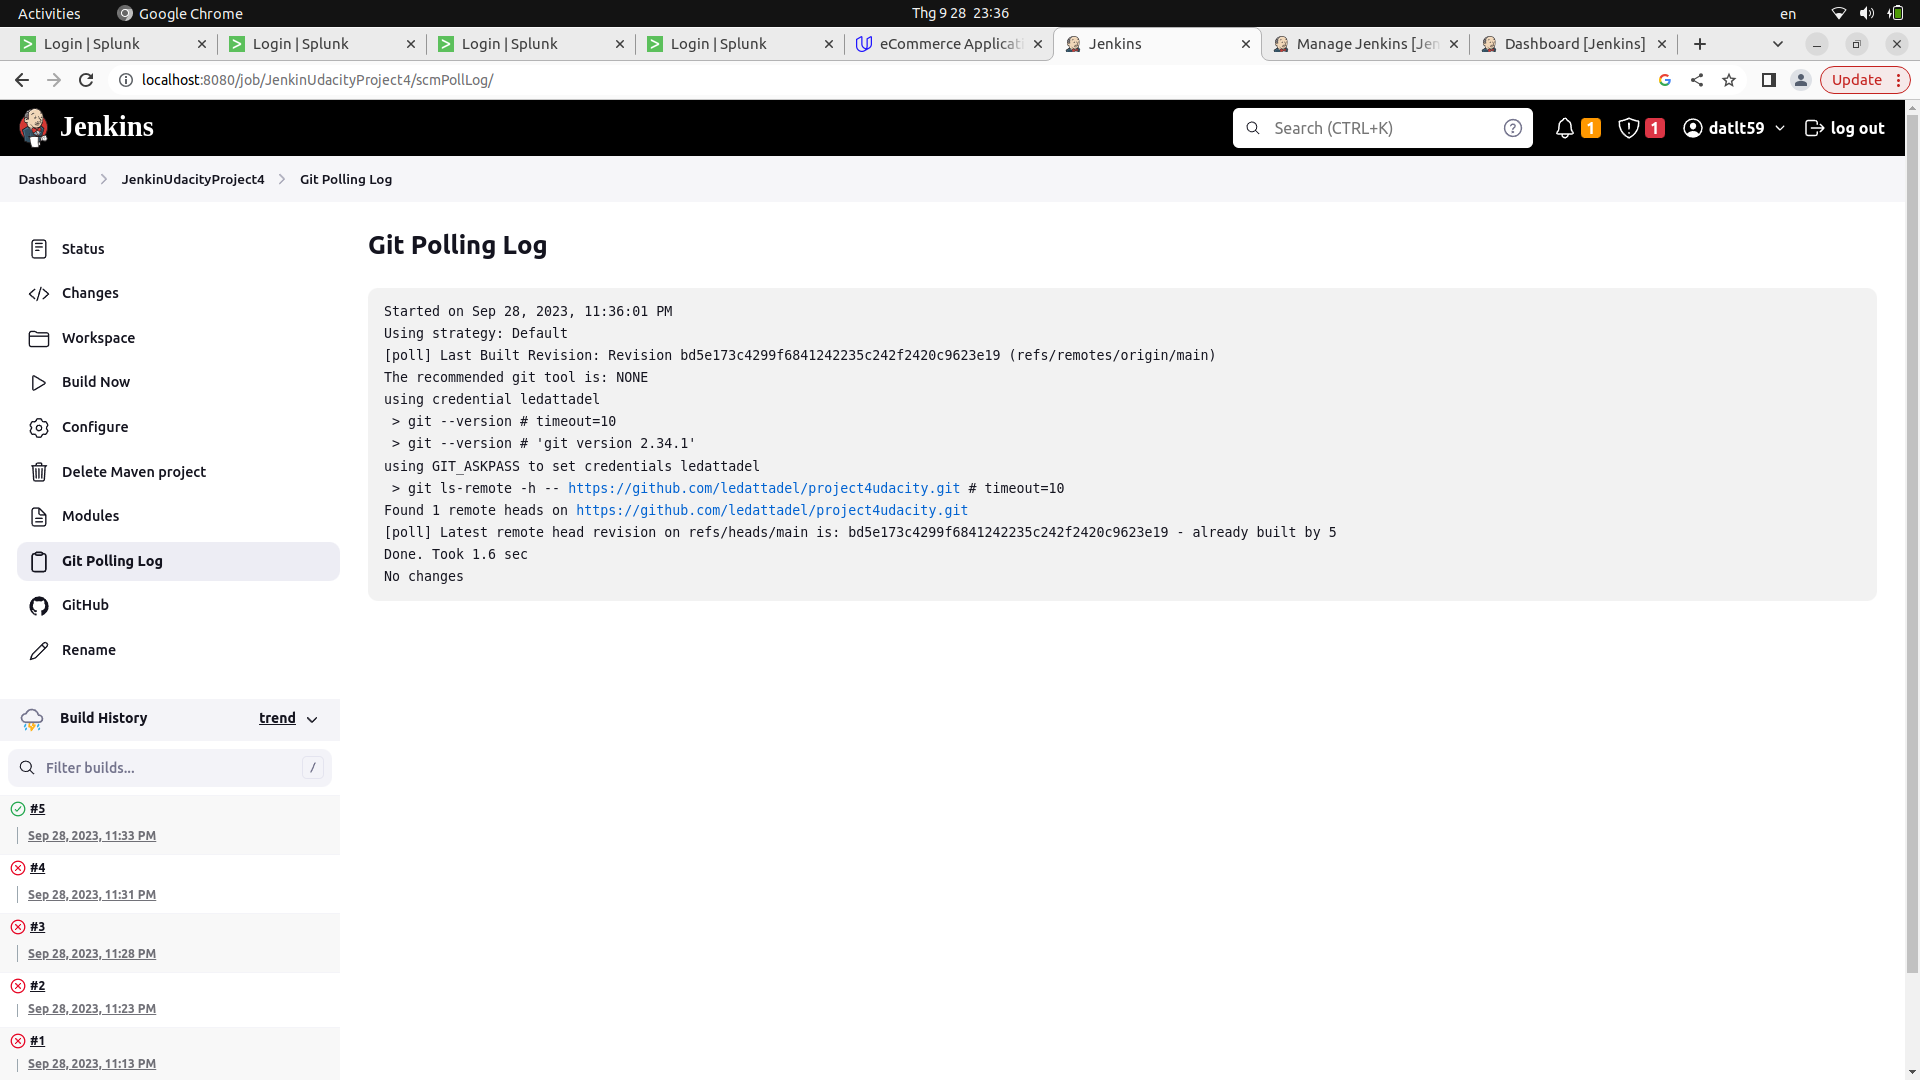 Activities
Google Chrome
Thg 9 28 23:36
en
Login | Splunk
Login | Splunk
Login | Splunk
Login | Splunk
eCommerce Applicati
Jenkins
Manage Jenkins [Jen
Dashboard [Jenkins]
localhost:8080/job/JenkinUdacityProject4/scmPollLog/
Update
Jenkins
Search (CTRL+K)
1
1
datlt59
log out
Dashboard
JenkinUdacityProject4
Git Polling Log
Status
Changes
Workspace
Build Now
Configure
Delete Maven project
Modules
Git Polling Log
GitHub
Rename
Build History
trend
Filter builds...
/
#5
Sep 28, 2023, 11:33 PM
#4
Sep 28, 2023, 11:31 PM
#3
Sep 28, 2023, 11:28 PM
#2
Sep 28, 2023, 11:23 PM
#1
Sep 28, 2023, 11:13 PM
Git Polling Log
Started on Sep 28, 2023, 11:36:01 PM
Using strategy: Default
[poll] Last Built Revision: Revision bd5e173c4299f6841242235c242f2420c9623e19 (refs/remotes/origin/main)
The recommended git tool is: NONE
using credential ledattadel
> git --version # timeout=10
> git --version # 'git version 2.34.1'
using GIT_ASKPASS to set credentials ledattadel
> git ls-remote -h -- https://github.com/ledattadel/project4udacity.git # timeout=10
Found 1 remote heads on https://github.com/ledattadel/project4udacity.git
[poll] Latest remote head revision on refs/heads/main is: bd5e173c4299f6841242235c242f2420c9623e19 - already built by 5
Done. Took 1.6 sec
No changes